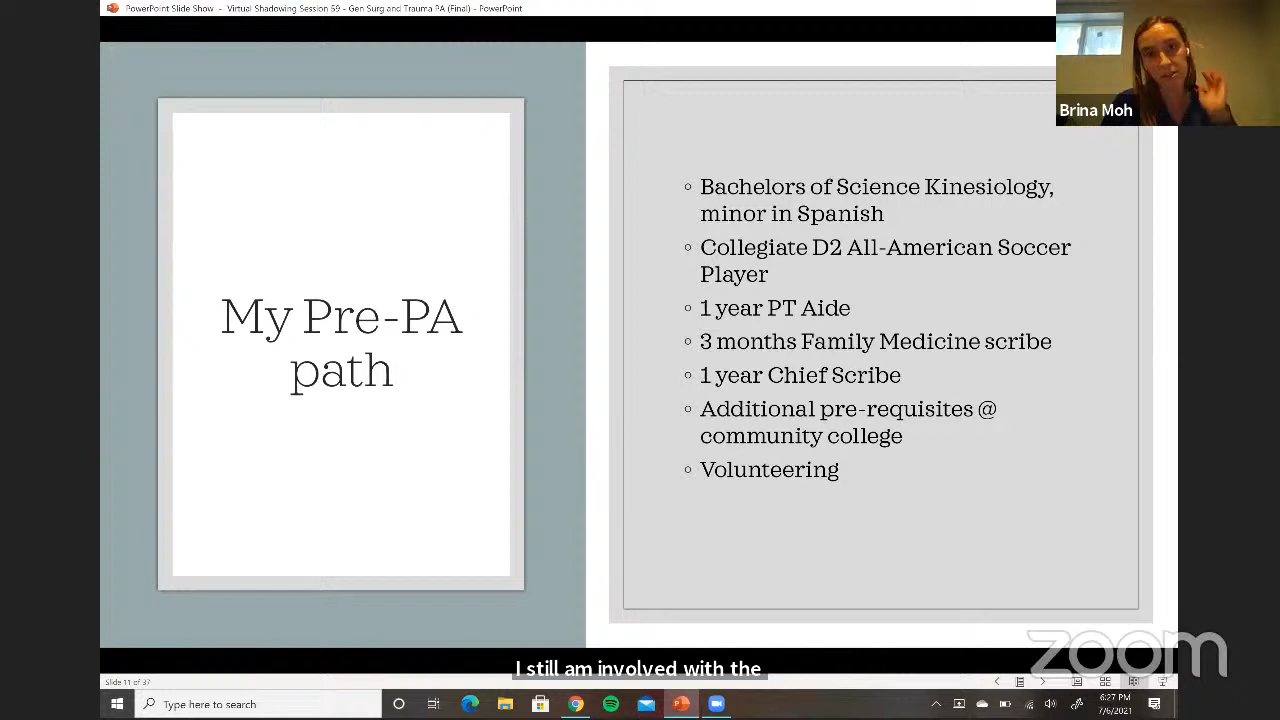 PowerPoint Slide Show - Virtual Shadowing Session 59 - Gen Surg and Trauma PA (Final) - PowerPoint
Brina Moh
My Pre-PA
path
Bachelors of Science Kinesiology,
minor in Spanish
Collegiate D2 All-American Soccer
Player
1 year PT Aide
3 months Family Medicine scribe
1 year Chief Scribe
Additional pre-requisites @
community college
Volunteering
zoom
I still am involved with the
Slide 11 of 37
Type here to search
6:27 PM
7/6/2021